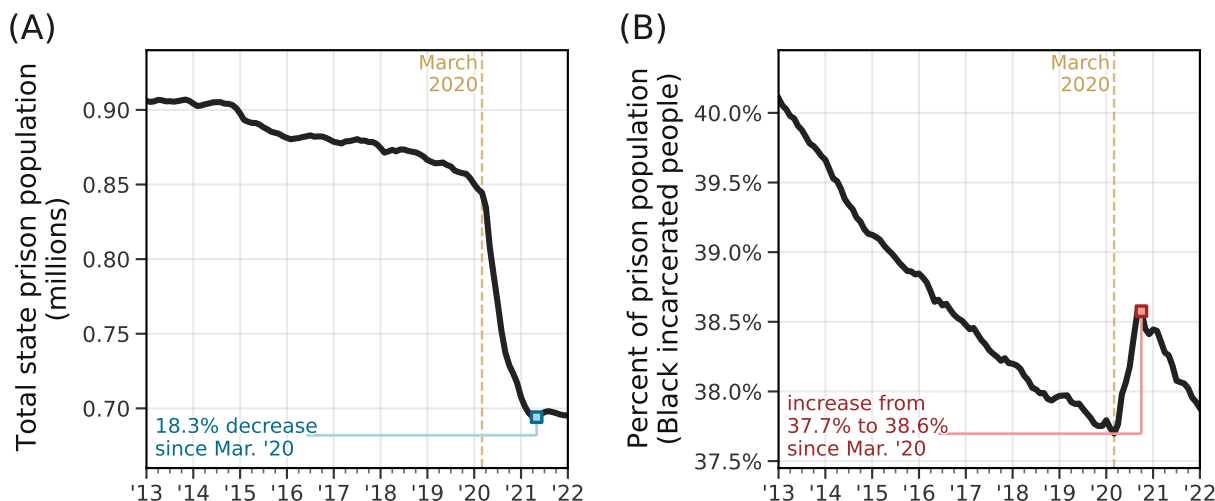 (A)
Total state prison population
(millions)
0.90
0.85
0.80
0.75
0.70
March
2020
18.3% decrease
since Mar. '20
'13 '14 '15 '16 '17 '18 '19 '20 '21 '22
(B)
Percent of prison population
(Black incarcerated people)
40.0%
39.5%
39.0%
38.5%
38.0%
37.5%
March
2020
increase from
37.7% to 38.6%
since Mar. '20
'13 '14 '15 '16 '17 '18 '19 '20 '21 '22